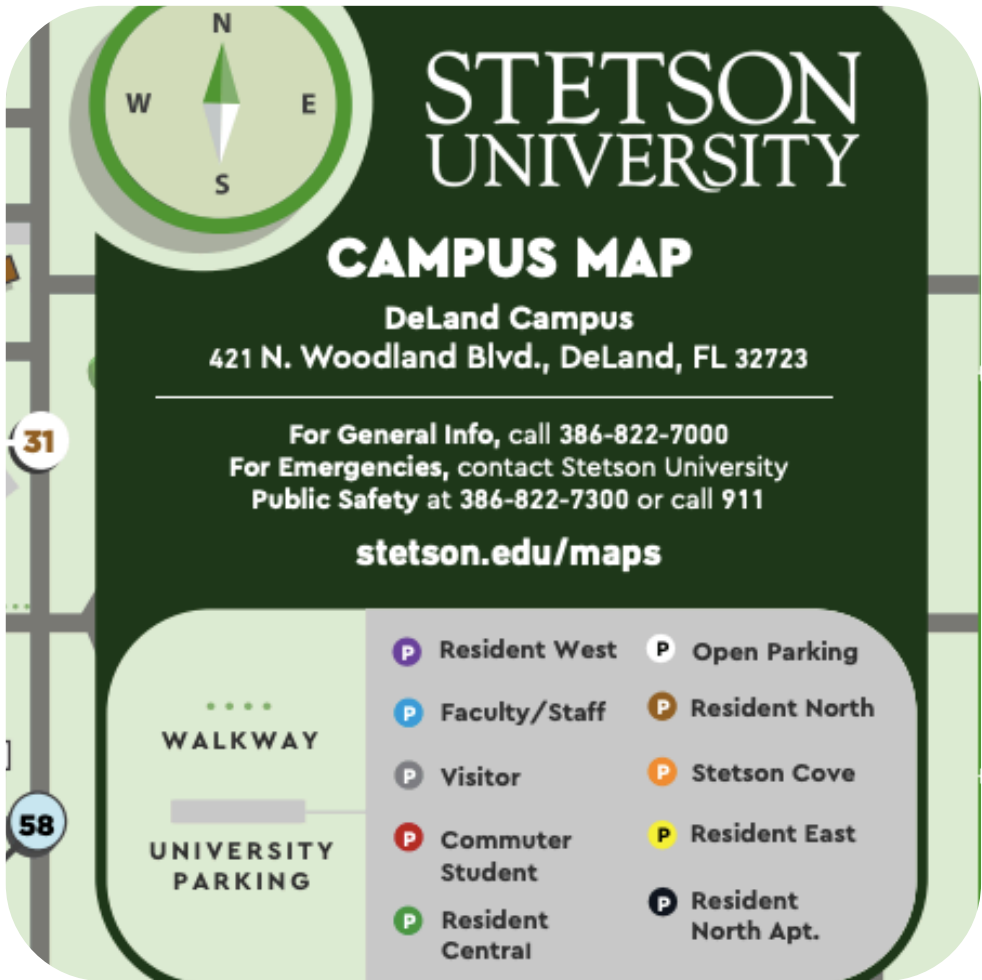 N
W
E
S
STETSON
UNIVERSITY
CAMPUS MAP
DeLand Campus
421 N. Woodland Blvd., DeLand, FL 32723
For General Info, call 386-822-7000
For Emergencies, contact Stetson University
Public Safety at 386-822-7300 or call 911
stetson.edu/maps
31
58
WALKWAY
UNIVERSITY
PARKING
P Resident West
P Faculty/Staff
P Visitor
P Commuter
Student
P Resident
Central
P Open Parking
P Resident North
P Stetson Cove
P Resident East
P Resident
North Apt.